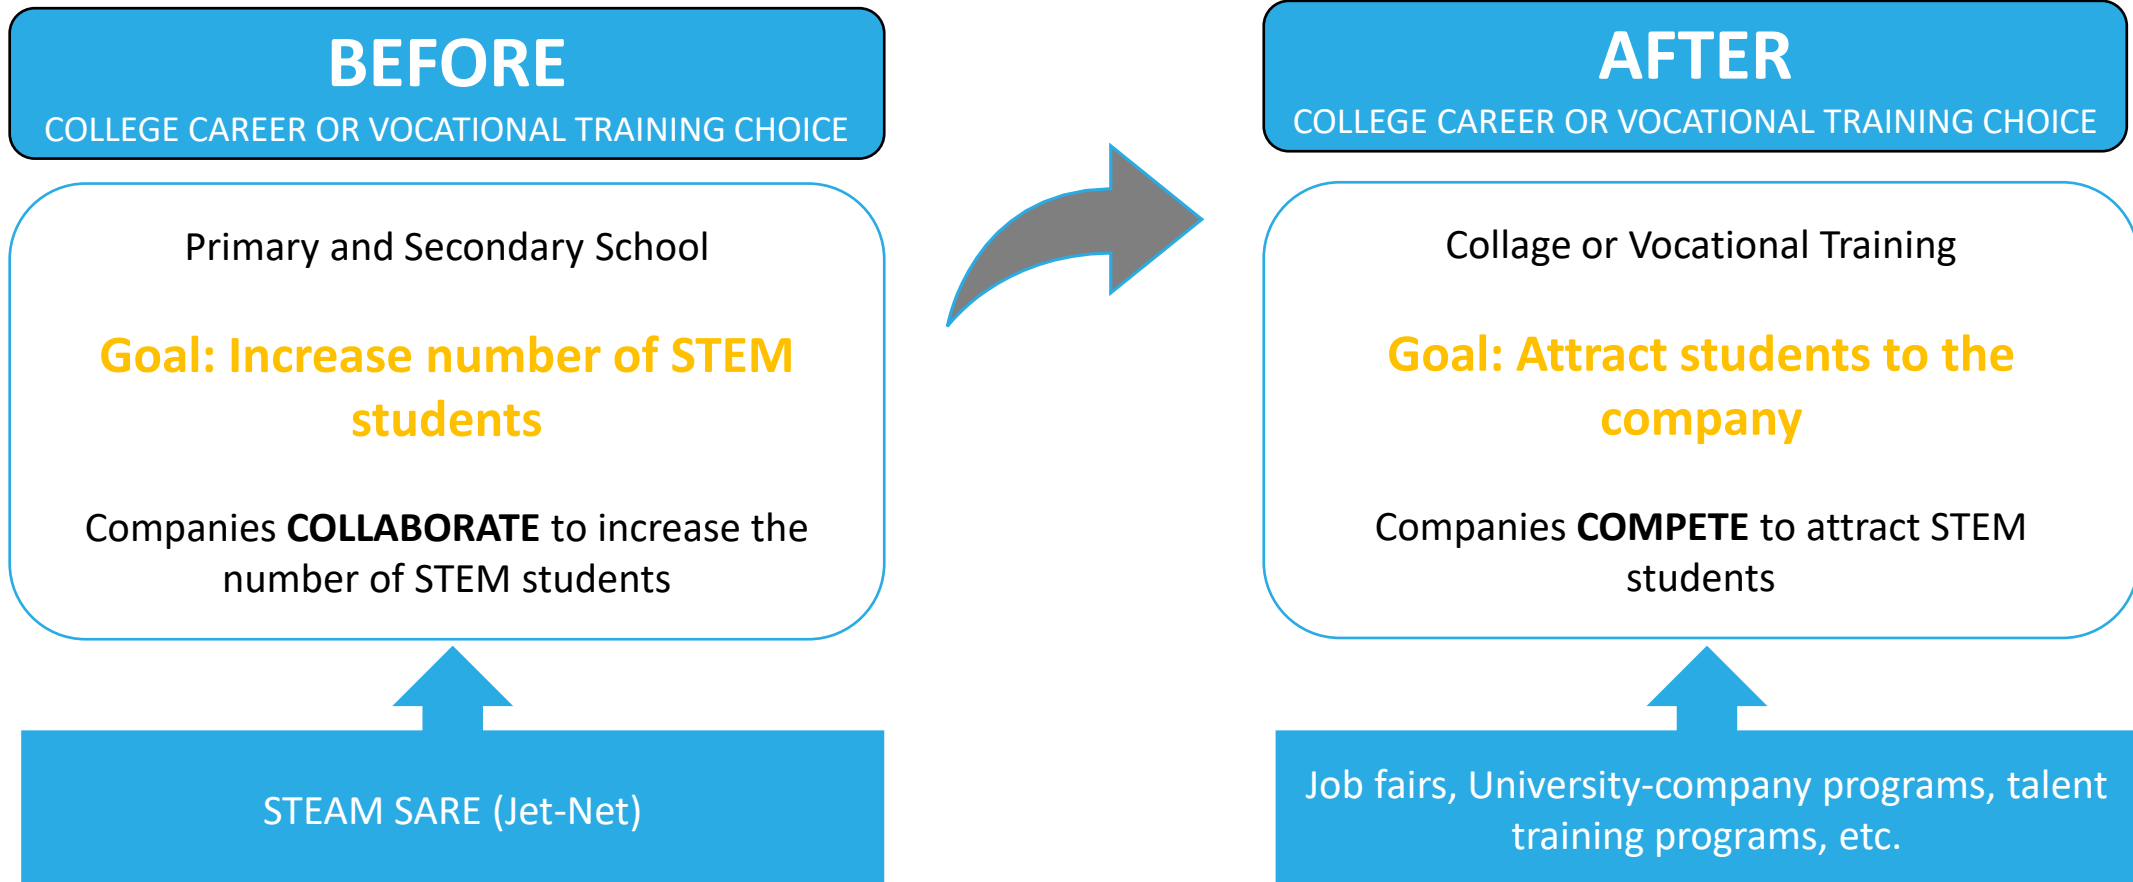 BEFORE
COLLEGE CAREER OR VOCATIONAL TRAINING CHOICE
Primary and Secondary School
Goal: Increase number of STEM
students
Companies COLLABORATE to increase the
number of STEM students
STEAM SARE (Jet-Net)
AFTER
COLLEGE CAREER OR VOCATIONAL TRAINING CHOICE
Collage or Vocational Training
Goal: Attract students to the
company
Companies COMPETE to attract STEM
students
Job fairs, University-company programs, talent
training programs, etc.